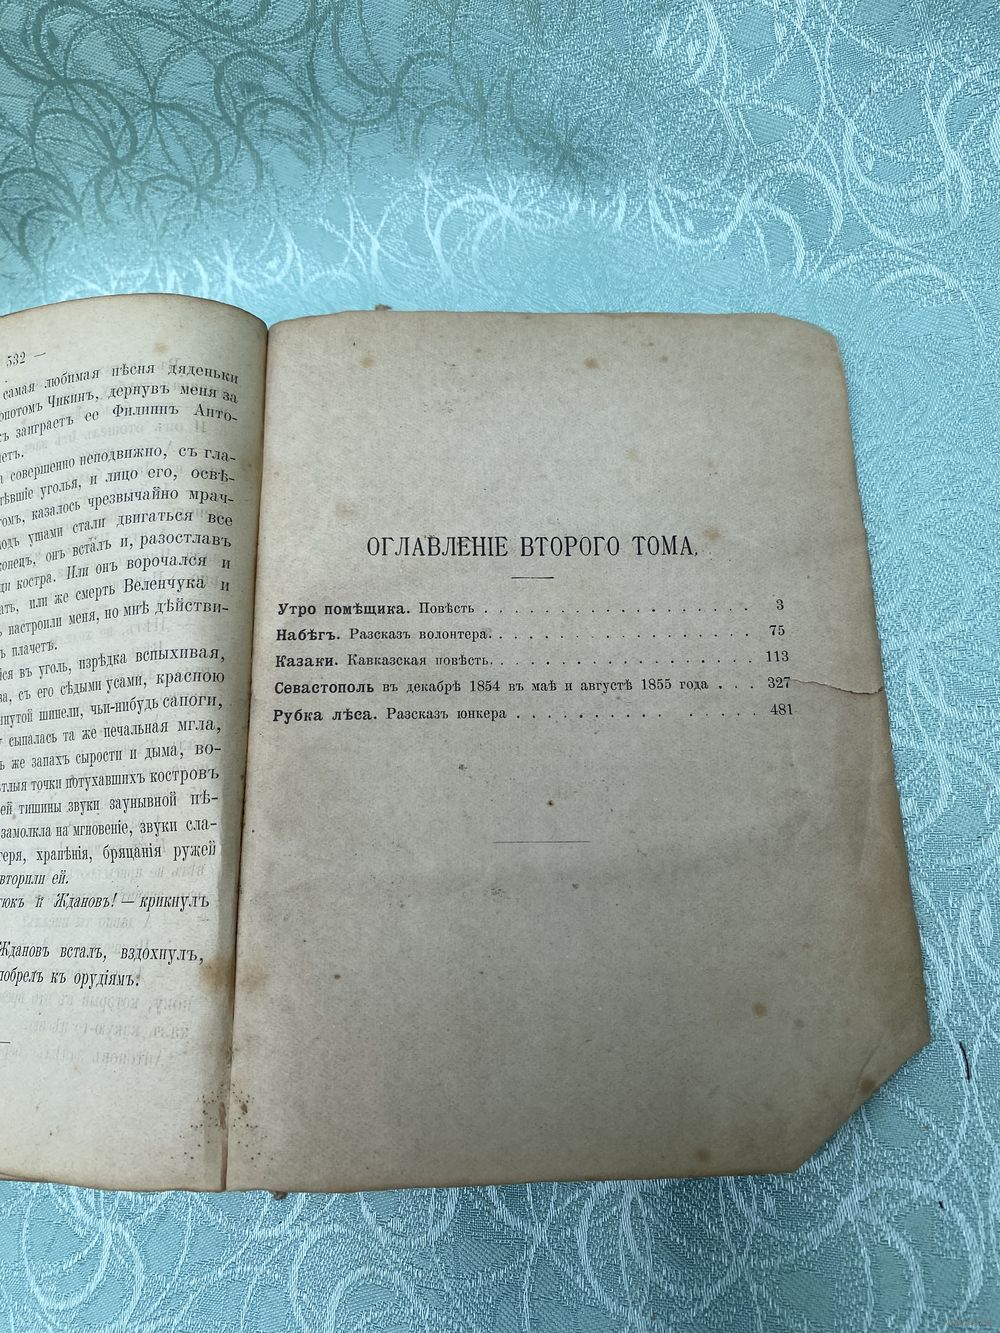 532 —
самая любимая пѣсня дяденьки
Чикинъ, дернувъ меня за
заиграетъ ее Филиппъ Анто-
совершенно неподвижно, съ гла-
уголья, и лицо его, освѣ-
казалось чрезвычайно мрач-
ушами стали двигаться все
онъ всталъ и, разостлавъ
костра. Или онъ ворочался и
или же смерть Веленчука и
настроили меня, но мнѣ дѣйстви-
плачетъ.
въ уголь, изрѣдка вспыхивая,
съ его сѣдыми усами, красною
шинели, чьи-нибудь сапоги,
сыпалась та же печальная мгла,
же запахъ сырости и дыма, во-
точки потухавшихъ костровъ
тишины звуки заунывной пѣ-
замолкла на мгновеніе, звуки сла-
храпѣнія, бряцанія ружей
вторили ей.
и Ждановъ! — крикнулъ
Ждановъ всталъ, вздохнулъ,
побрелъ къ орудіямъ.
ОГЛАВЛЕНІЕ ВТОРОГО ТОМА.
Утро помѣщика. Повѣсть . . . . . . . . . . . . . . . 3
Набѣгъ. Разсказъ волонтера. . . . . . . . . . . . . . 75
Казаки. Кавказская повѣсть. . . . . . . . . . . . . . 113
Севастополь въ декабрѣ 1854 въ маѣ и августѣ 1855 года . . . 327
Рубка лѣса. Разсказъ юнкера . . . . . . . . . . . . 481